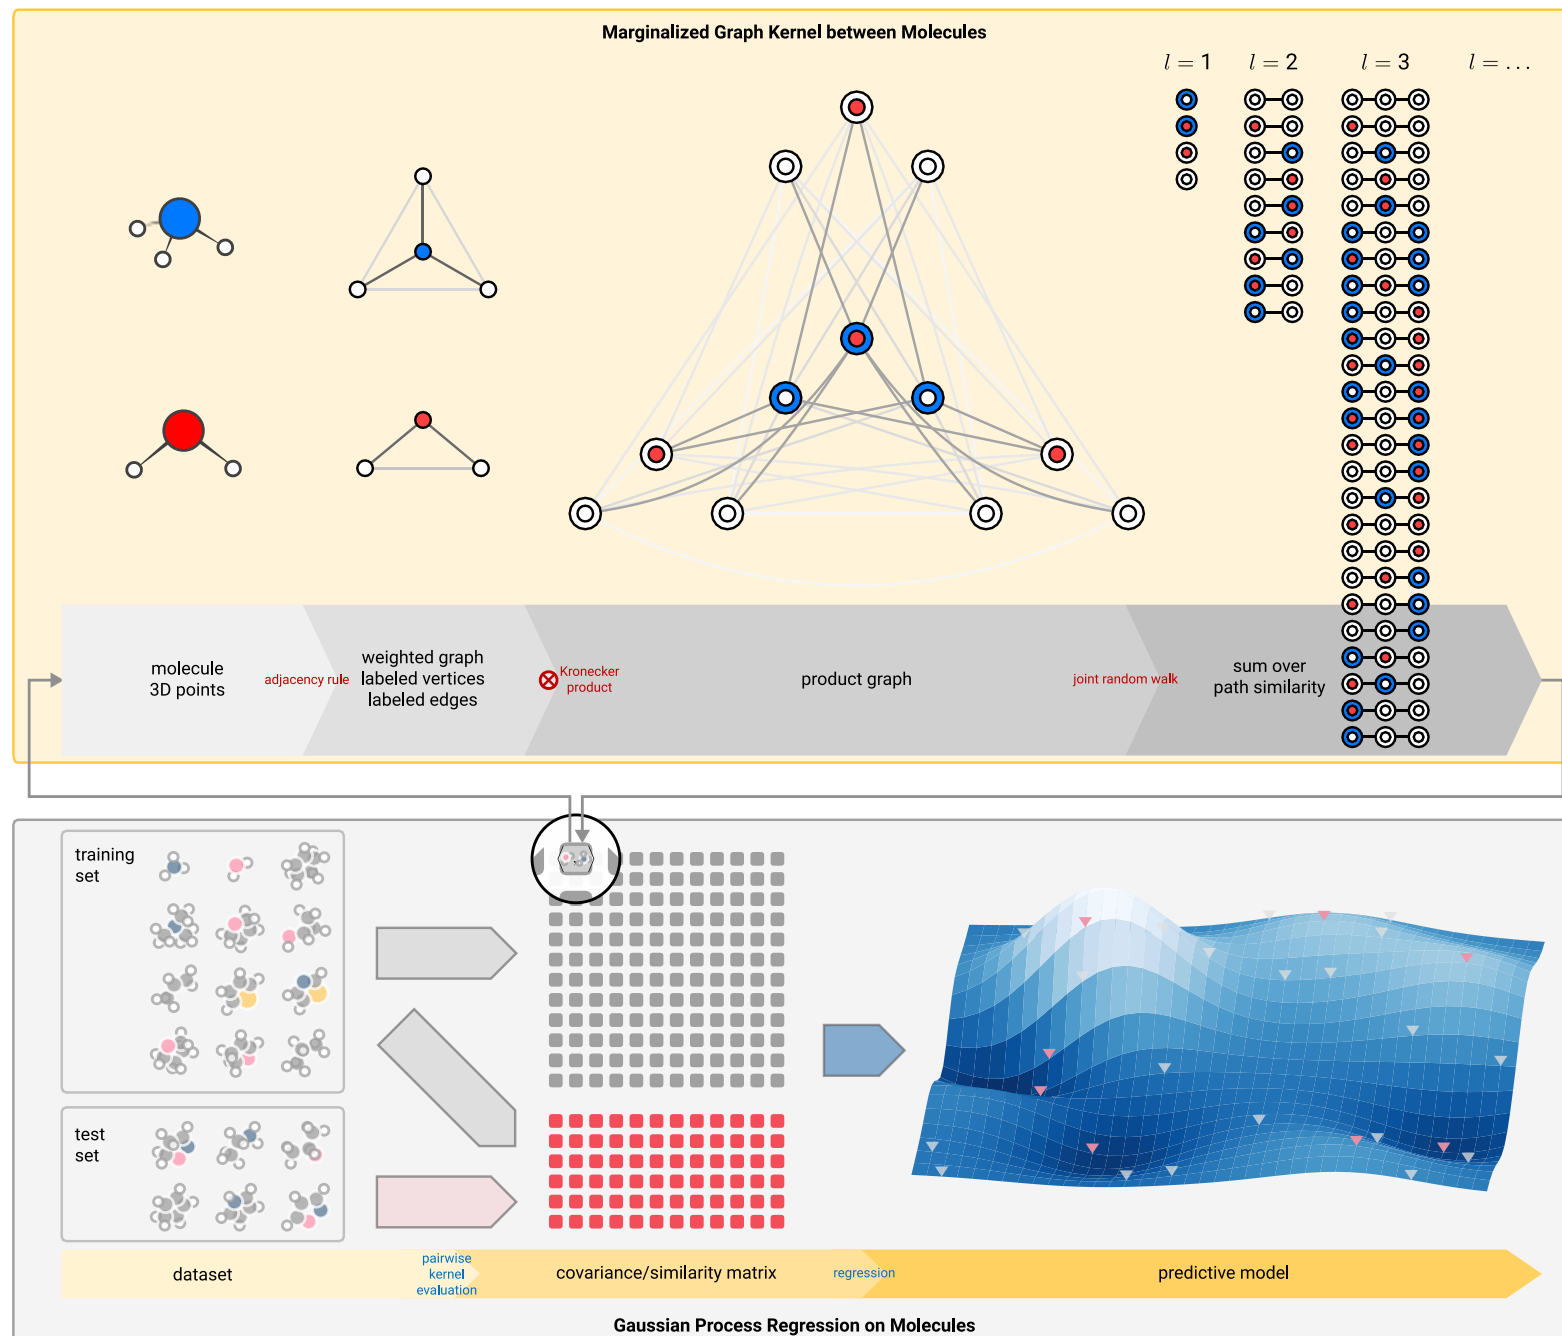 Marginalized Graph Kernel between Molecules
l = 1
l = 2
l = 3
l = ...
molecule
3D points
adjacency rule
weighted graph
labeled vertices
labeled edges
Kronecker
product
product graph
joint random walk
sum over
path similarity
training
set
test
set
dataset
pairwise
kernel
evaluation
covariance/similarity matrix
regression
predictive model
Gaussian Process Regression on Molecules